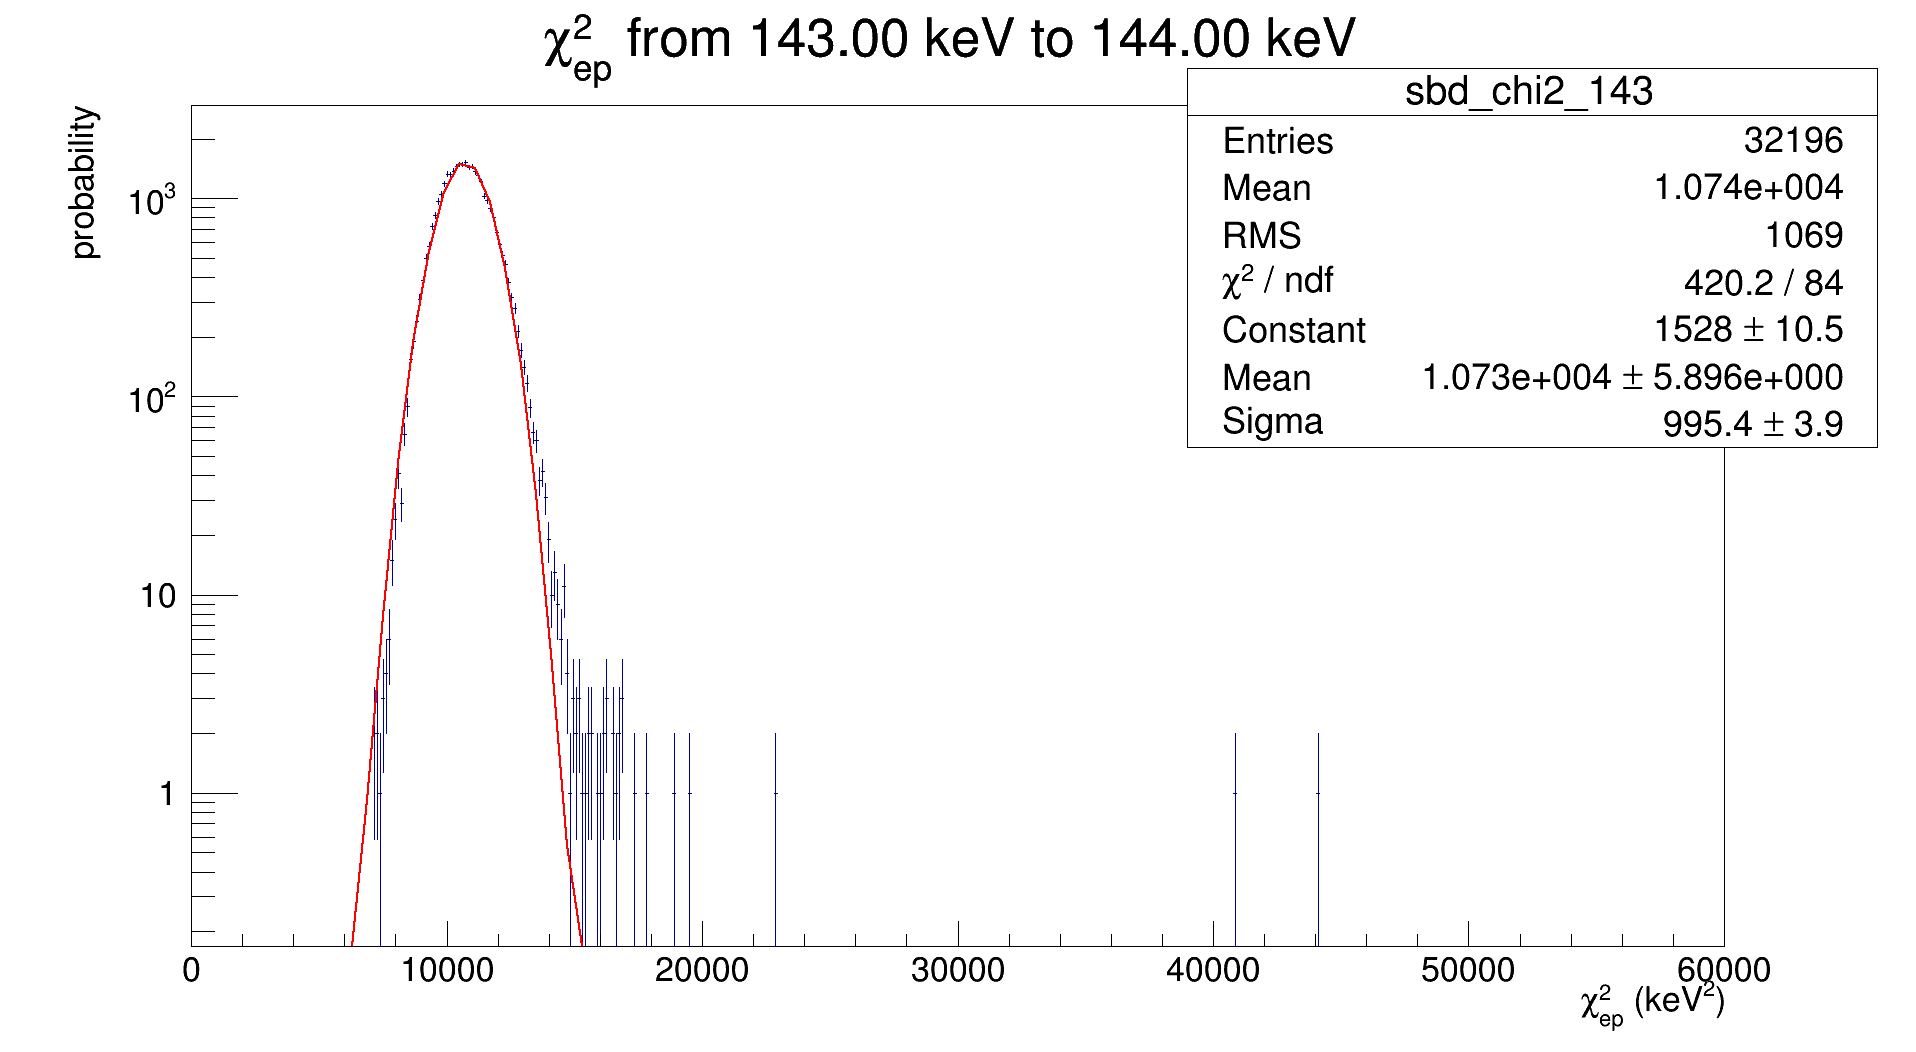 χ²ep from 143.00 keV to 144.00 keV
sbd_chi2_143
Entries 32196
Mean 1.074e+004
RMS 1069
χ² / ndf 420.2 / 84
Constant 1528 ± 10.5
Mean 1.073e+004 ± 5.896e+000
Sigma 995.4 ± 3.9
probability
10³
10²
10
1
0 10000 20000 30000 40000 50000 60000
χ²ep (keV²)